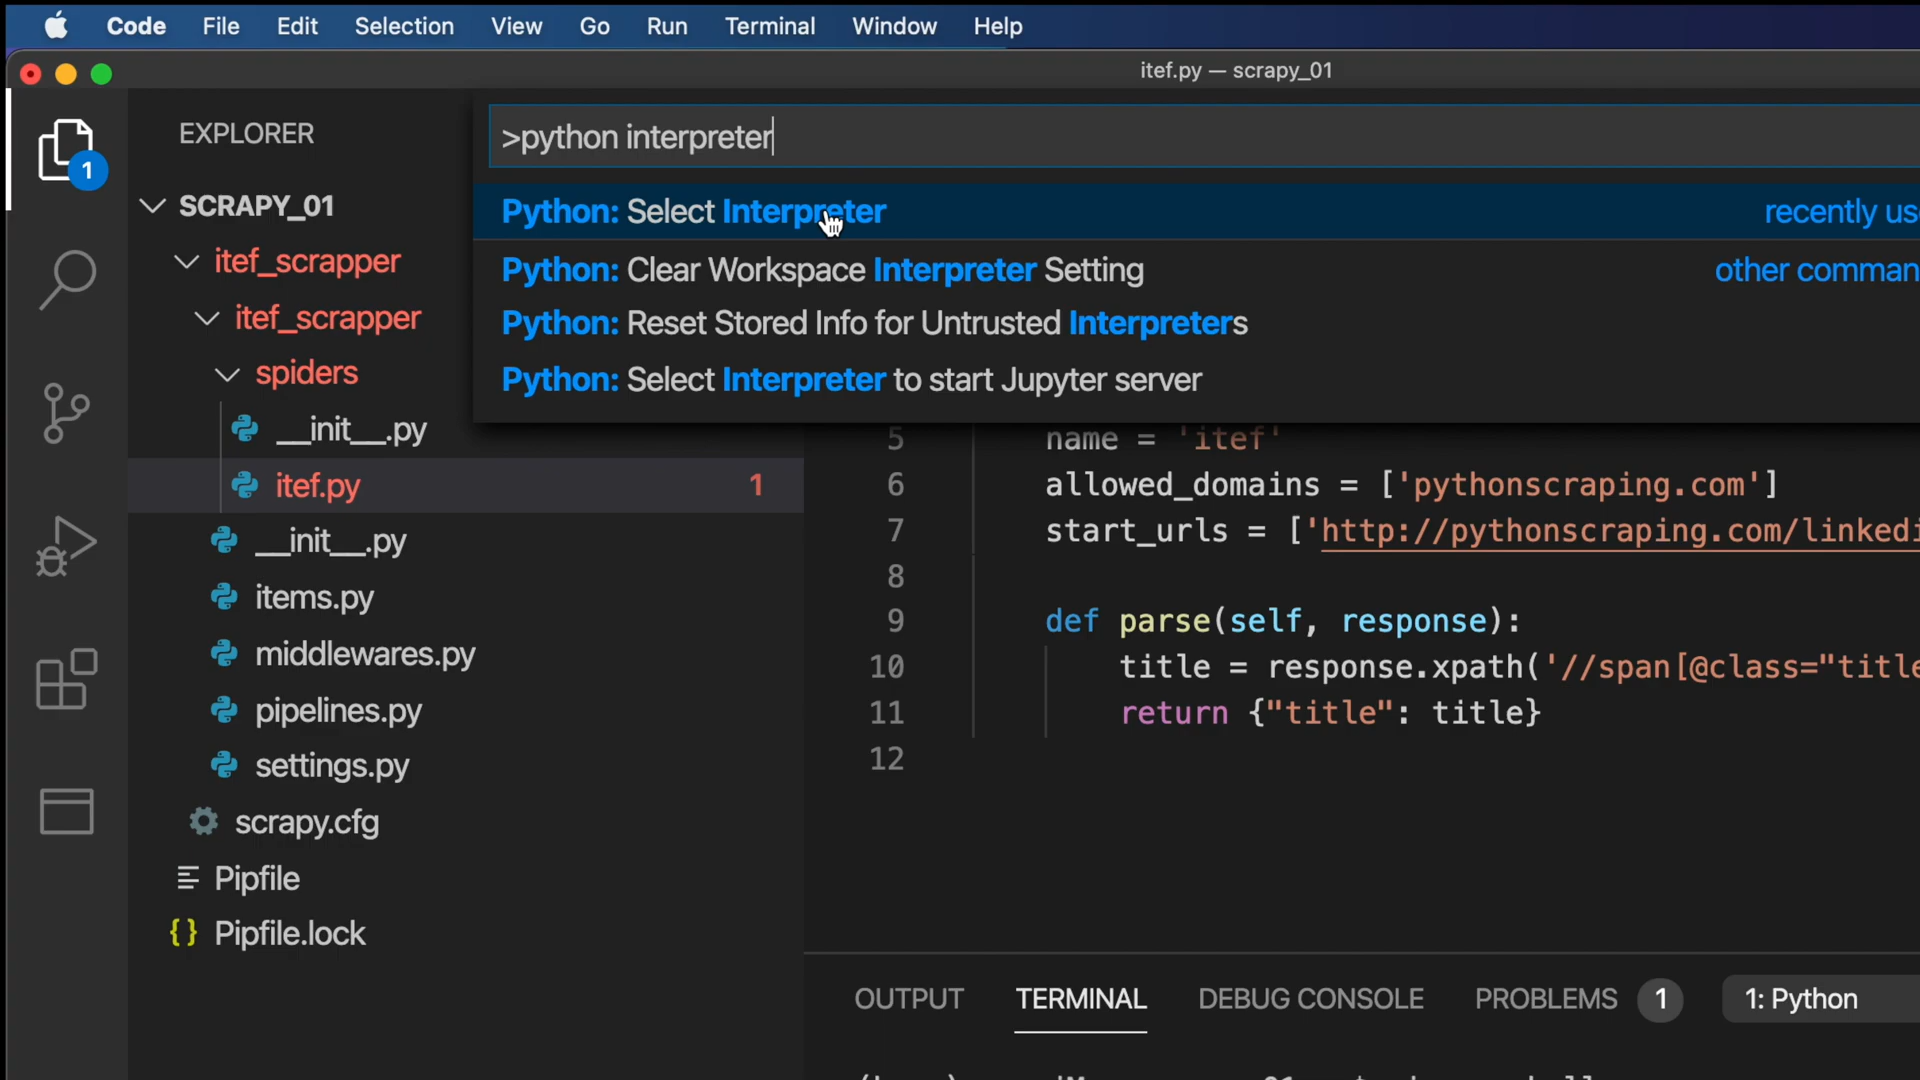 Code File Edit Selection View Go Run Terminal Window Help
itef.py — scrapy_01
EXPLORER
1
SCRAPY_01
itef_scrapper
itef_scrapper
spiders
__init__.py
itef.py 1
__init__.py
items.py
middlewares.py
pipelines.py
settings.py
scrapy.cfg
Pipfile
Pipfile.lock
>python interpreter
Python: Select Interpreter recently us
Python: Clear Workspace Interpreter Setting other comman
Python: Reset Stored Info for Untrusted Interpreters
Python: Select Interpreter to start Jupyter server
5 name = 'itef'
6 allowed_domains = ['pythonscraping.com']
7 start_urls = ['http://pythonscraping.com/linkedi
8
9 def parse(self, response):
10 title = response.xpath('//span[@class="title
11 return {"title": title}
12
OUTPUT TERMINAL DEBUG CONSOLE PROBLEMS 1 1: Python